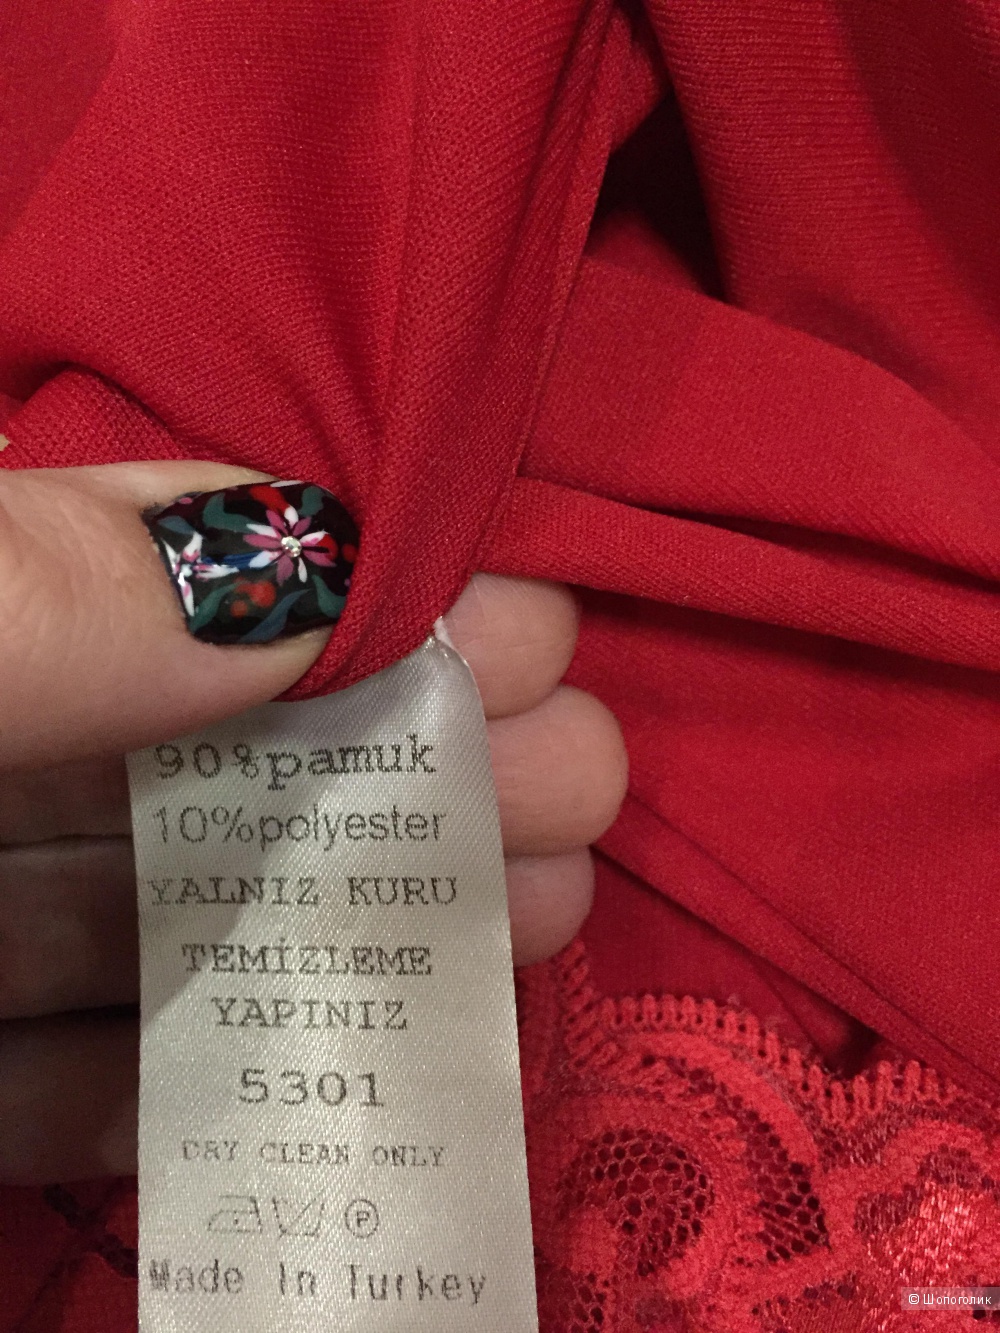 90%pamuk
10%polyester
YALNIZ KURU
TEMİZLEME
YAPINIZ
5301
DRY CLEAN ONLY
P
Made In Turkey
© Шопоголик